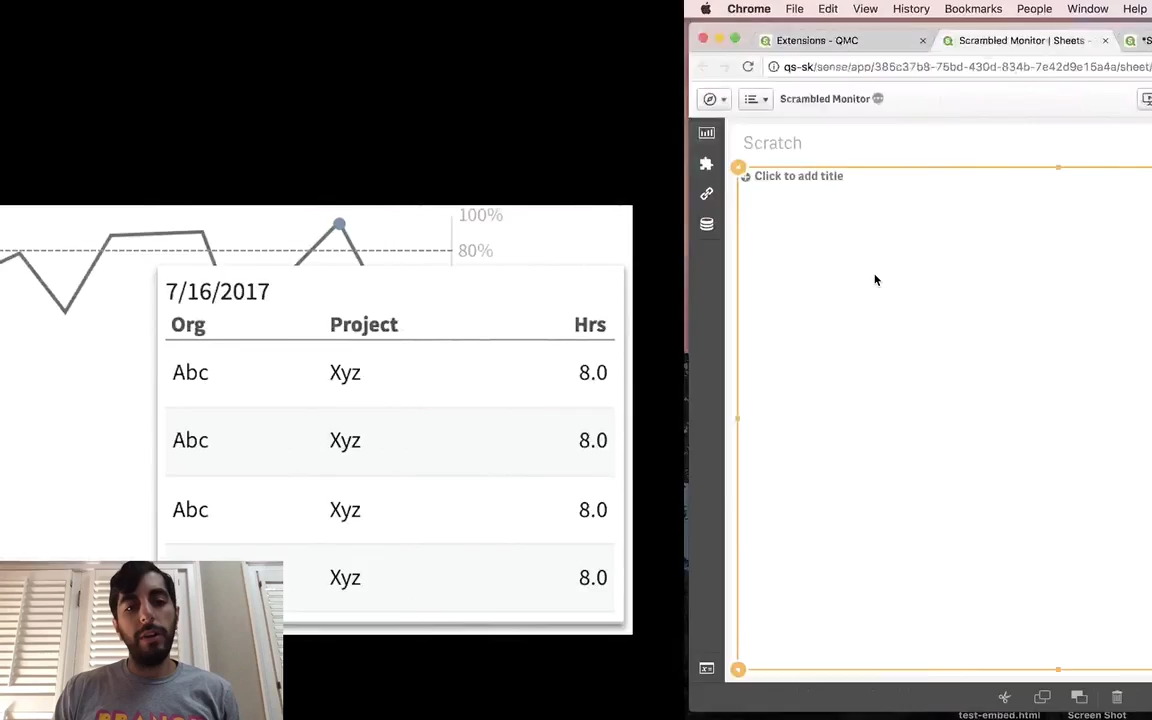 Chrome File Edit View History Bookmarks People Window Help
Extensions - QMC
Scrambled Monitor | Sheets -
qs-sk/sense/app/385c37b8-75bd-430d-834b-7e42d9e15a4a/sheet/
Scrambled Monitor
Scratch
Click to add title
100%
80%
7/16/2017
Org Project Hrs
Abc Xyz 8.0
Abc Xyz 8.0
Abc Xyz 8.0
Xyz 8.0
test-embed.html Screen Shot